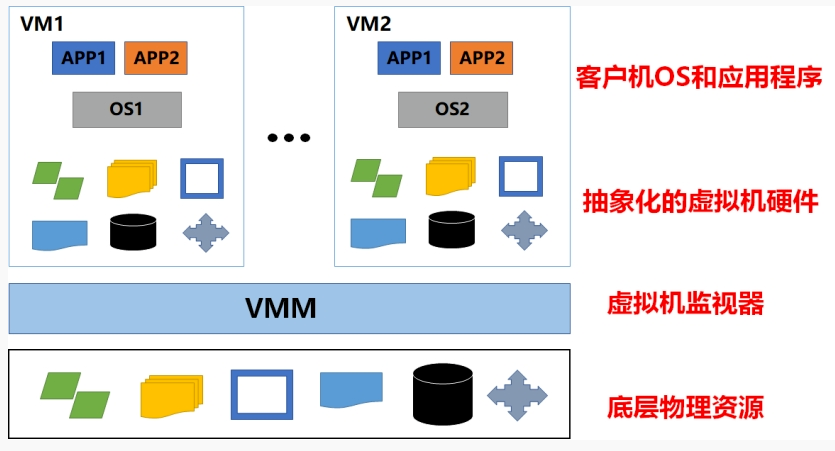 VM1
VM2
APP1
APP2
APP1
APP2
客户机OS和应用程序
OS1
OS2
抽象化的虚拟机硬件
VMM
虚拟机监视器
底层物理资源